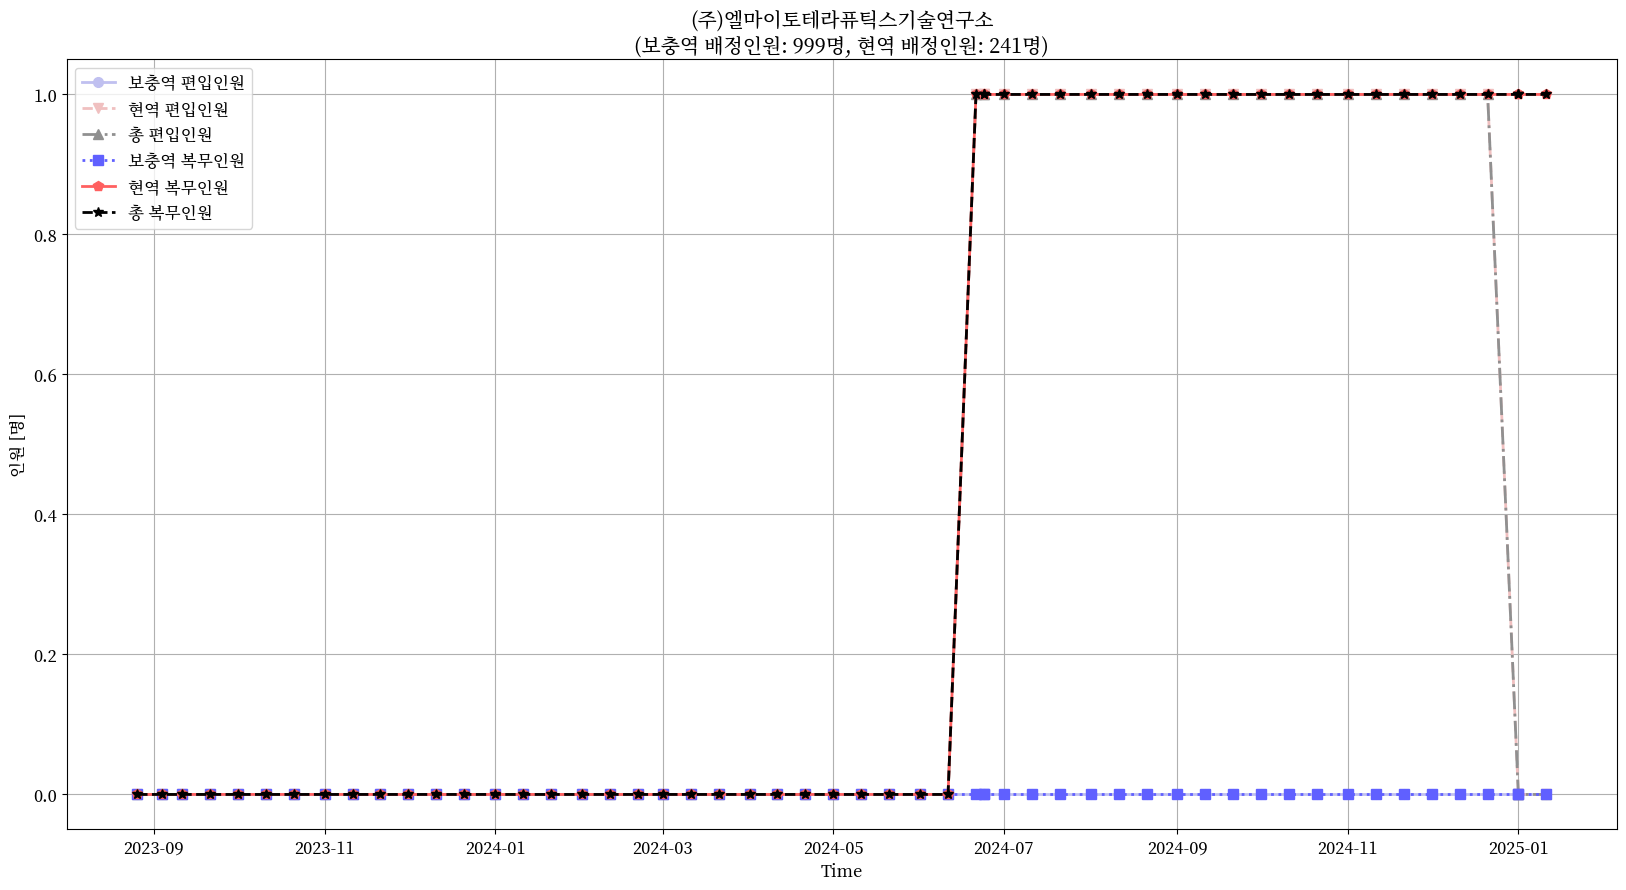 (주)엘마이토테라퓨틱스기술연구소
(보충역 배정인원: 999명, 현역 배정인원: 241명)
보충역 편입인원
현역 편입인원
총 편입인원
보충역 복무인원
현역 복무인원
총 복무인원
1.0
0.8
0.6
0.4
0.2
0.0
인원 [명]
2023-09
2023-11
2024-01
2024-03
2024-05
2024-07
2024-09
2024-11
2025-01
Time